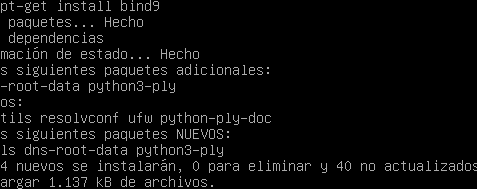 pt-get install bind9
paquetes... Hecho
dependencias
mación de estado... Hecho
s siguientes paquetes adicionales:
-root-data python3-ply
os:
tils resolvconf ufw python-ply-doc
s siguientes paquetes NUEVOS:
ls dns-root-data python3-ply
4 nuevos se instalarán, 0 para eliminar y 40 no actualizados
argar 1.137 kB de archivos.